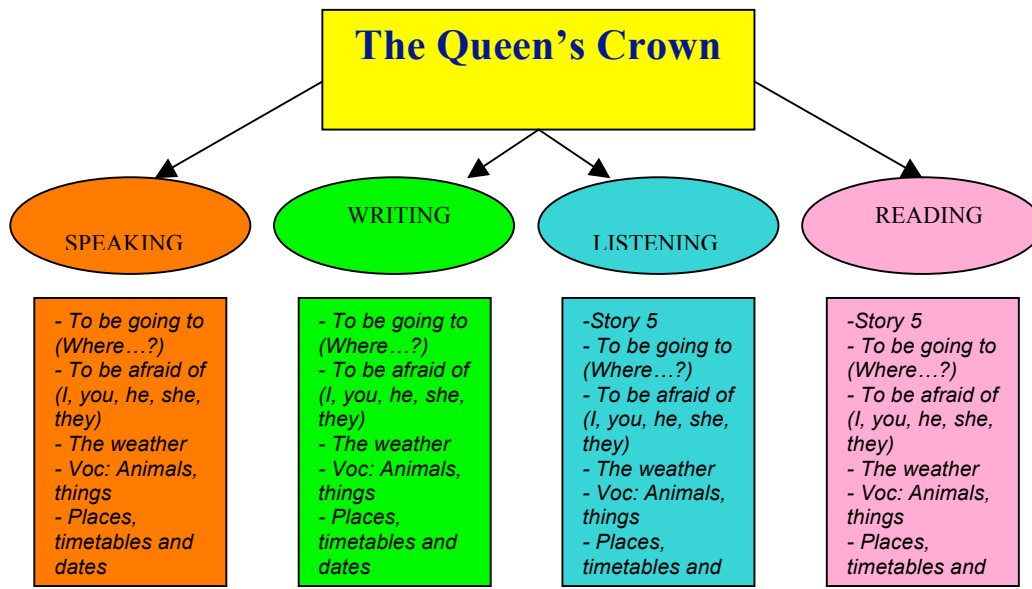 The Queen's Crown
SPEAKING
WRITING
LISTENING
READING
- To be going to
(Where…?)
- To be afraid of
(I, you, he, she,
they)
- The weather
- Voc: Animals,
things
- Places,
timetables and
dates
- To be going to
(Where…?)
- To be afraid of
(I, you, he, she,
they)
- The weather
- Voc: Animals,
things
- Places,
timetables and
dates
-Story 5
- To be going to
(Where…?)
- To be afraid of
(I, you, he, she,
they)
- The weather
- Voc: Animals,
things
- Places,
timetables and
-Story 5
- To be going to
(Where…?)
- To be afraid of
(I, you, he, she,
they)
- The weather
- Voc: Animals,
things
- Places,
timetables and